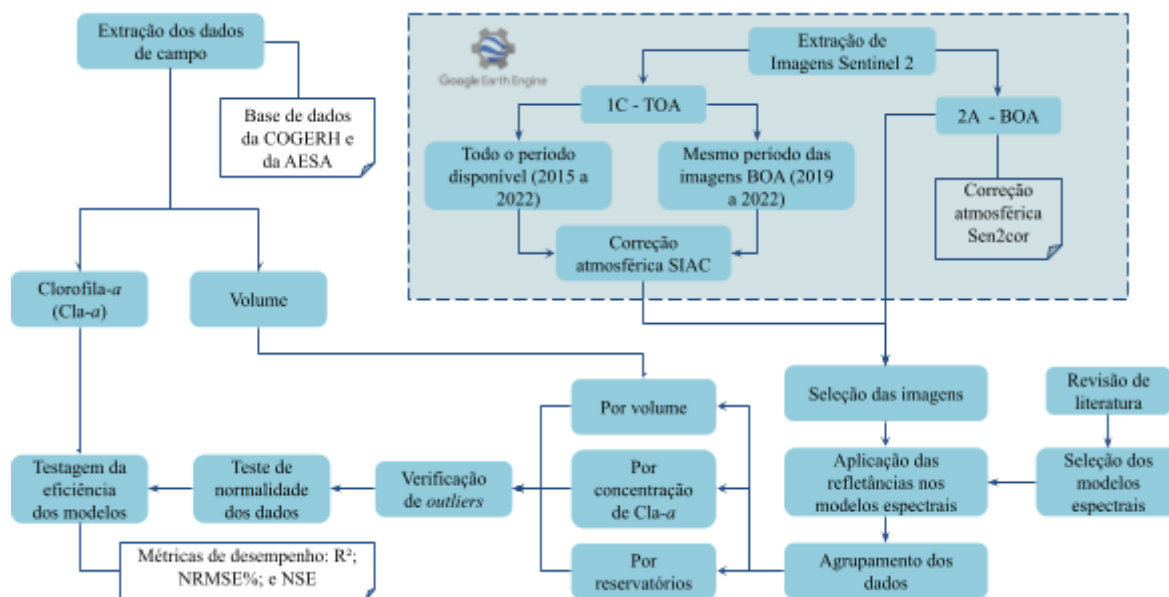 Extração dos dados
de campo
Base de dados
da COGERH e
da AESA
Google Earth Engine
Extração de
Imagens Sentinel 2
1C - TOA
2A - BOA
Todo o período
disponível (2015 a
2022)
Mesmo período das
imagens BOA (2019
a 2022)
Correção
atmosférica
Sen2cor
Correção
atmosférica SIAC
Clorofila-a
(Cla-a)
Volume
Por volume
Seleção das imagens
Revisão de
literatura
Testagem da
eficiência
dos modelos
Teste de
normalidade
dos dados
Verificação
de outliers
Por
concentração
de Cla-a
Aplicação das
refletâncias nos
modelos espectrais
Seleção dos
modelos
espectrais
Métricas de desempenho: R²;
NRMSE%; e NSE
Por
reservatórios
Agrupamento dos
dados